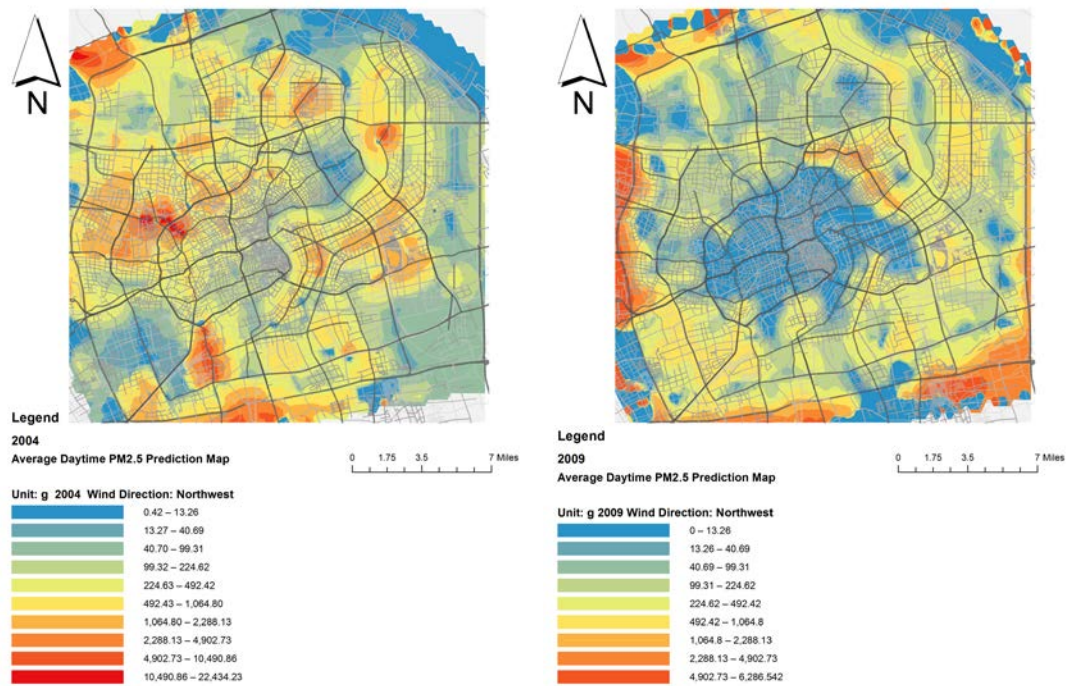 N
Legend
2004
Average Daytime PM2.5 Prediction Map
0 1.75 3.5 7 Miles
Unit: g 2004 Wind Direction: Northwest
0.42 – 13.26
13.27 – 40.69
40.70 – 99.31
99.32 – 224.62
224.63 – 492.42
492.43 – 1,064.80
1,064.80 – 2,288.13
2,288.13 – 4,902.73
4,902.73 – 10,490.86
10,490.86 – 22,434.23
N
Legend
2009
Average Daytime PM2.5 Prediction Map
0 1.75 3.5 7 Miles
Unit: g 2009 Wind Direction: Northwest
0 – 13.26
13.26 – 40.69
40.69 – 99.31
99.31 – 224.62
224.62 – 492.42
492.42 – 1,064.8
1,064.8 – 2,288.13
2,288.13 – 4,902.73
4,902.73 – 6,286.542